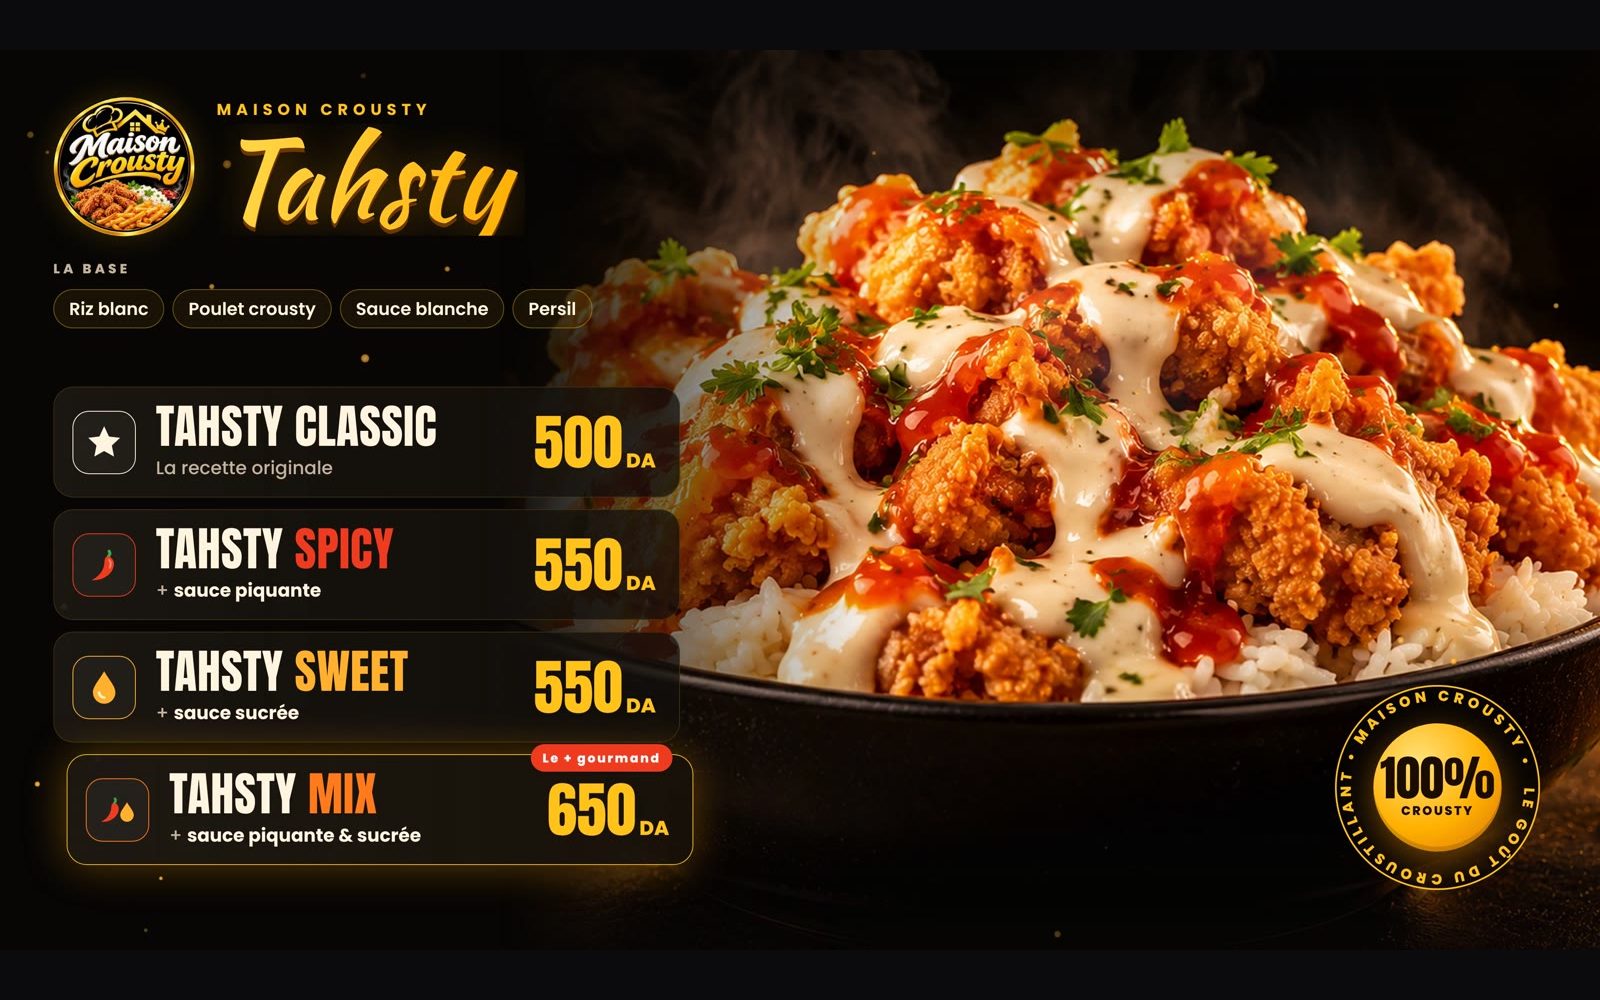 Maison
Crousty
MAISON CROUSTY
Tahsty
LA BASE
Riz blanc
Poulet crousty
Sauce blanche
Persil
TAHSTY CLASSIC
La recette originale
500 DA
TAHSTY SPICY
+ sauce piquante
550 DA
TAHSTY SWEET
+ sauce sucrée
550 DA
Le + gourmand
TAHSTY MIX
+ sauce piquante & sucrée
650 DA
MAISON CROUSTY • LE GOÛT DU CROUSTILLANT •
100%
CROUSTY